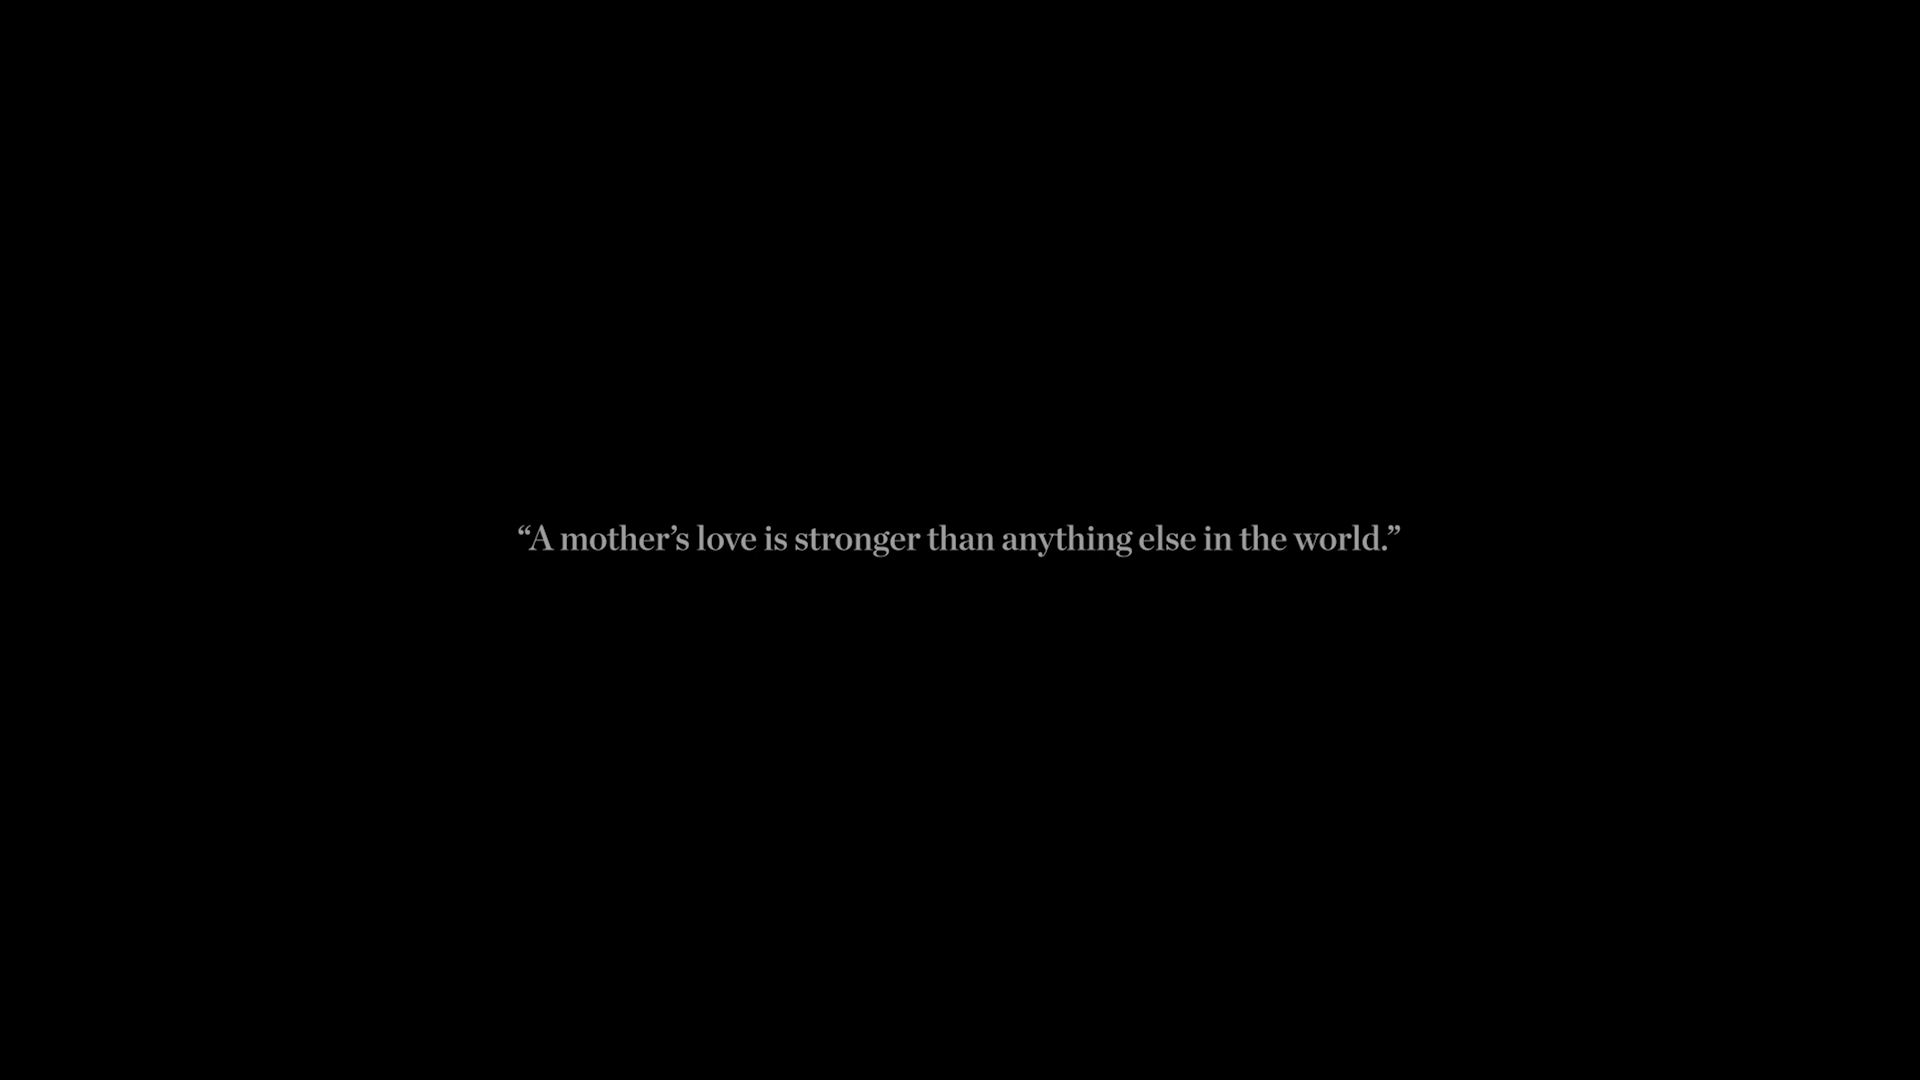 “A mother’s love is stronger than anything else in the world.”